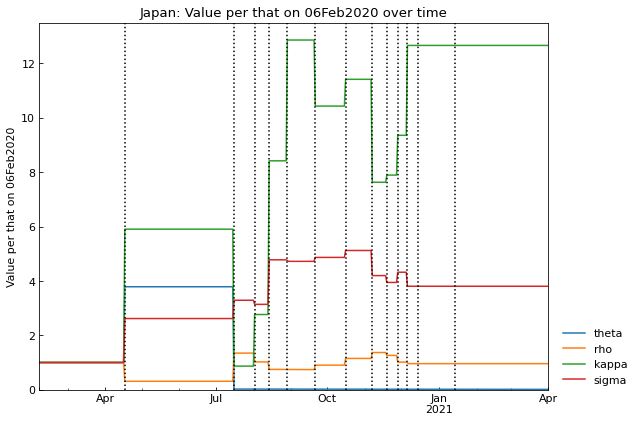 Japan: Value per that on 06Feb2020 over time
Value per that on 06Feb2020
12
10
8
6
4
2
0
Apr
Jul
Oct
Jan
2021
Apr
theta
rho
kappa
sigma